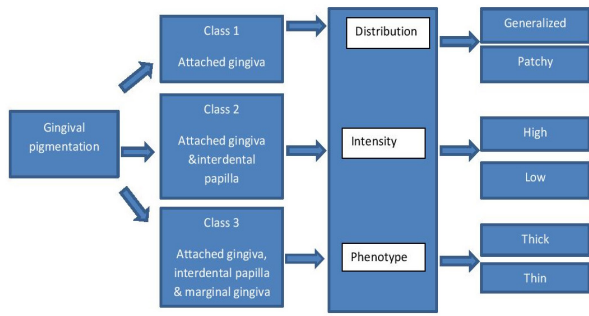 Gingival
pigmentation
Class 1
Attached gingiva
Class 2
Attached gingiva
&interdental
papilla
Class 3
Attached gingiva,
interdental papilla
& marginal gingiva
Distribution
Intensity
Phenotype
Generalized
Patchy
High
Low
Thick
Thin